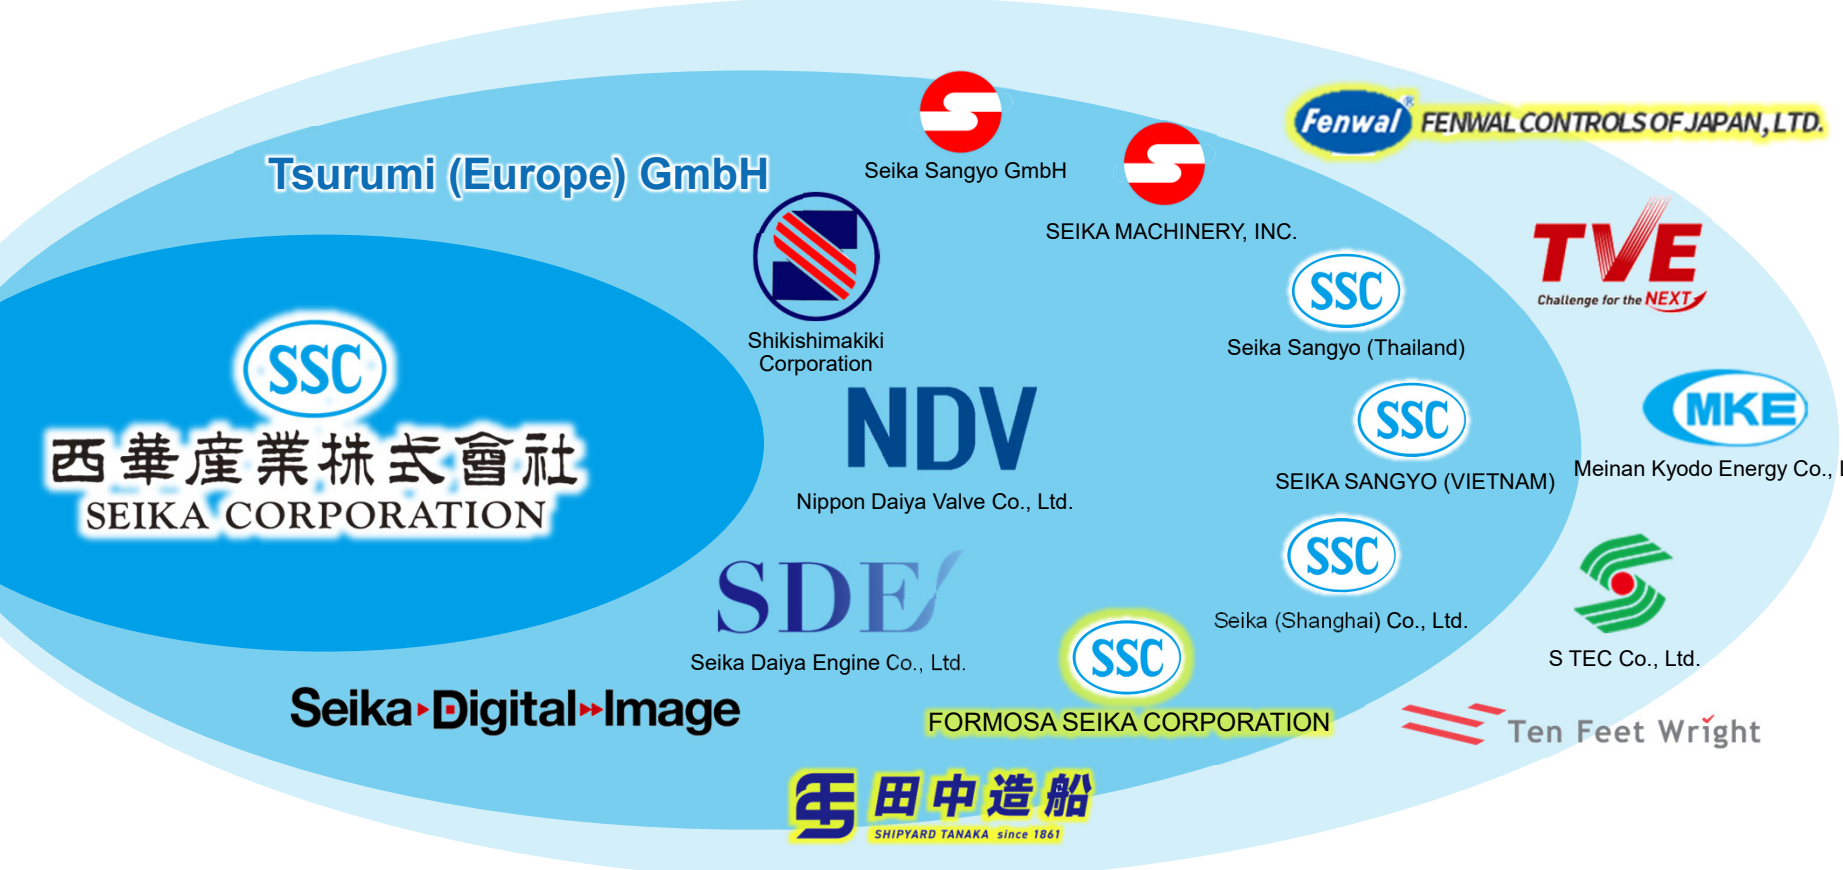 Tsurumi (Europe) GmbH
Seika Sangyo GmbH
SEIKA MACHINERY, INC.
Fenwal® FENWAL CONTROLS OF JAPAN, LTD.
TVE
Challenge for the NEXT
Shikishimakiki
Corporation
SSC
Seika Sangyo (Thailand)
SSC
西華産業株式會社
SEIKA CORPORATION
NDV
Nippon Daiya Valve Co., Ltd.
SSC
SEIKA SANGYO (VIETNAM)
MKE
Meinan Kyodo Energy Co.,
SDE
Seika Daiya Engine Co., Ltd.
SSC
Seika (Shanghai) Co., Ltd.
S TEC Co., Ltd.
SSC
FORMOSA SEIKA CORPORATION
Seika Digital Image
Ten Feet Wright
田中造船
SHIPYARD TANAKA since 1861